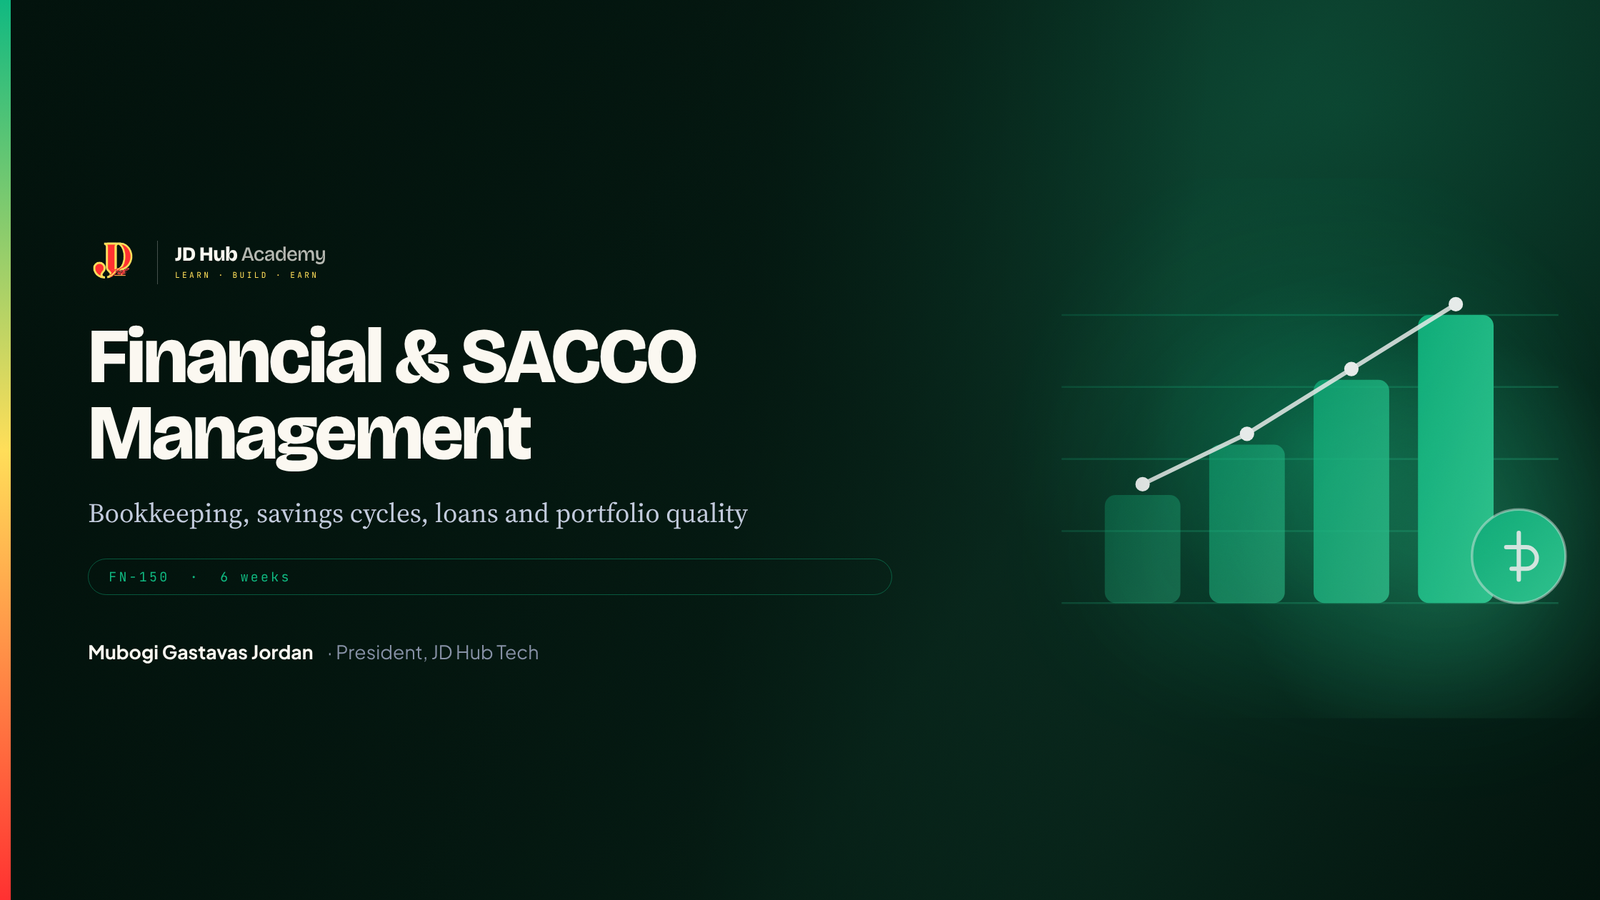 JD Hub Academy
LEARN · BUILD · EARN
Financial & SACCO
Management
Bookkeeping, savings cycles, loans and portfolio quality
FN-150 · 6 weeks
Mubogi Gastavas Jordan · President, JD Hub Tech